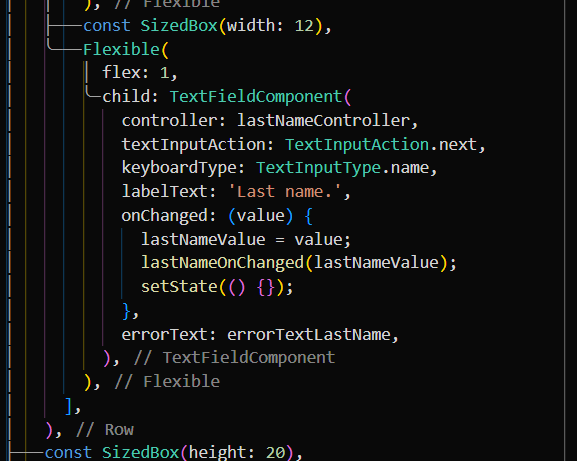 ), // Flexible
const SizedBox(width: 12),
Flexible(
flex: 1,
child: TextFieldComponent(
controller: lastNameController,
textInputAction: TextInputAction.next,
keyboardType: TextInputType.name,
labelText: 'Last name.',
onChanged: (value) {
lastNameValue = value;
lastNameOnChanged(lastNameValue);
setState(() {});
},
errorText: errorTextLastName,
), // TextFieldComponent
), // Flexible
],
), // Row
const SizedBox(height: 20),